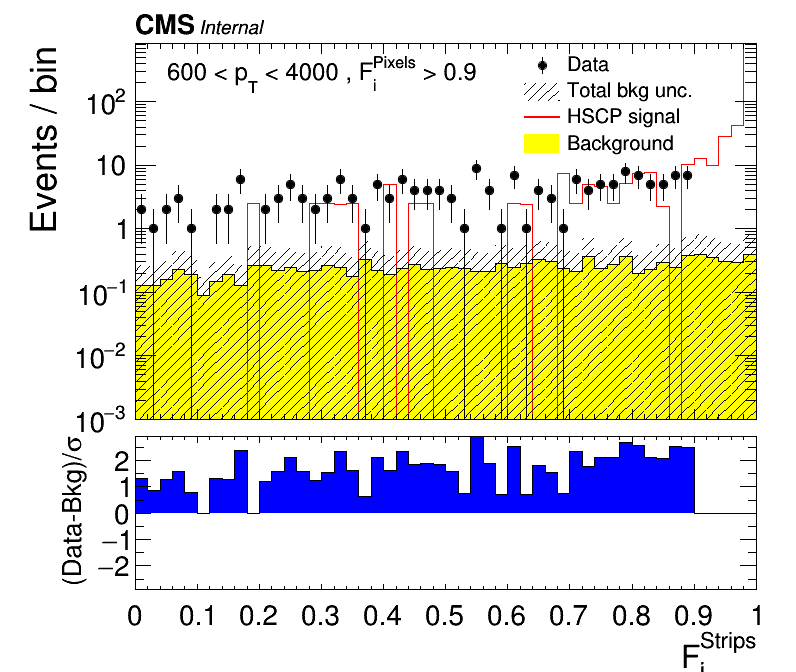 CMS Internal
600 < p_T < 4000 , F_i^Pixels > 0.9
Data
Total bkg unc.
HSCP signal
Background
Events / bin
10^2
10
1
10^−1
10^−2
10^−3
(Data-Bkg)/σ
2
1
0
−1
−2
0 0.1 0.2 0.3 0.4 0.5 0.6 0.7 0.8 0.9 1
F_i^Strips